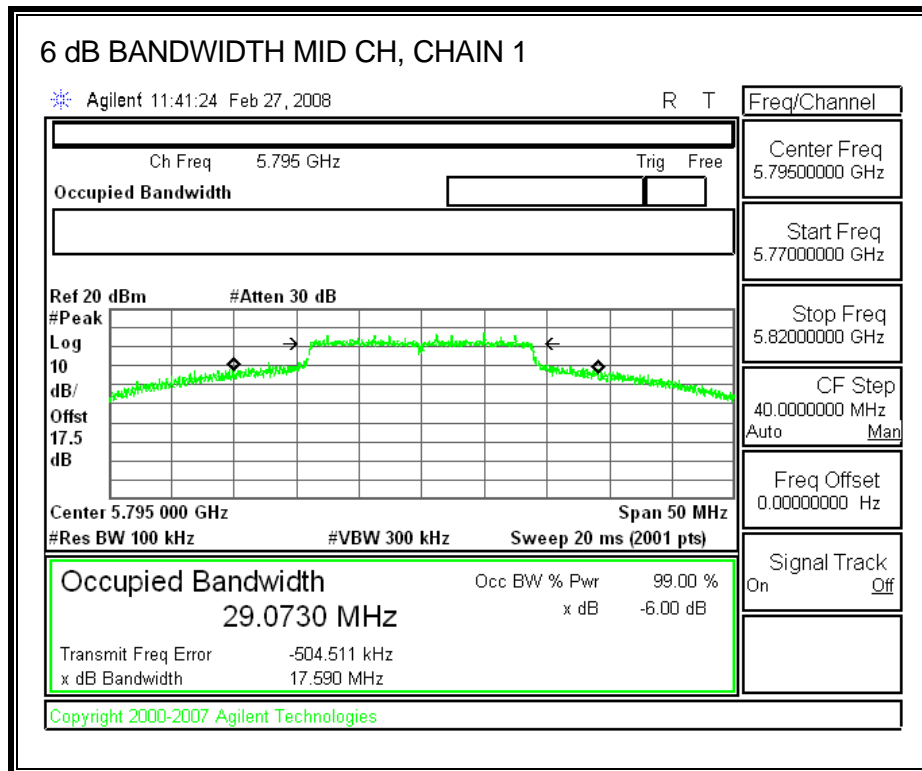 6 dB BANDWIDTH MID CH, CHAIN 1
Agilent 11:41:24 Feb 27, 2008
R T
Ch Freq 5.795 GHz
Trig Free
Occupied Bandwidth
Ref 20 dBm #Atten 30 dB
#Peak
Log
10
dB/
Offst
17.5
dB
Center 5.795 000 GHz
Span 50 MHz
#Res BW 100 kHz #VBW 300 kHz Sweep 20 ms (2001 pts)
Occupied Bandwidth
29.0730 MHz
Occ BW % Pwr 99.00 %
x dB -6.00 dB
Transmit Freq Error -504.511 kHz
x dB Bandwidth 17.590 MHz
Copyright 2000-2007 Agilent Technologies
Freq/Channel
Center Freq
5.79500000 GHz
Start Freq
5.77000000 GHz
Stop Freq
5.82000000 GHz
CF Step
40.0000000 MHz
Auto Man
Freq Offset
0.00000000 Hz
Signal Track
On Off